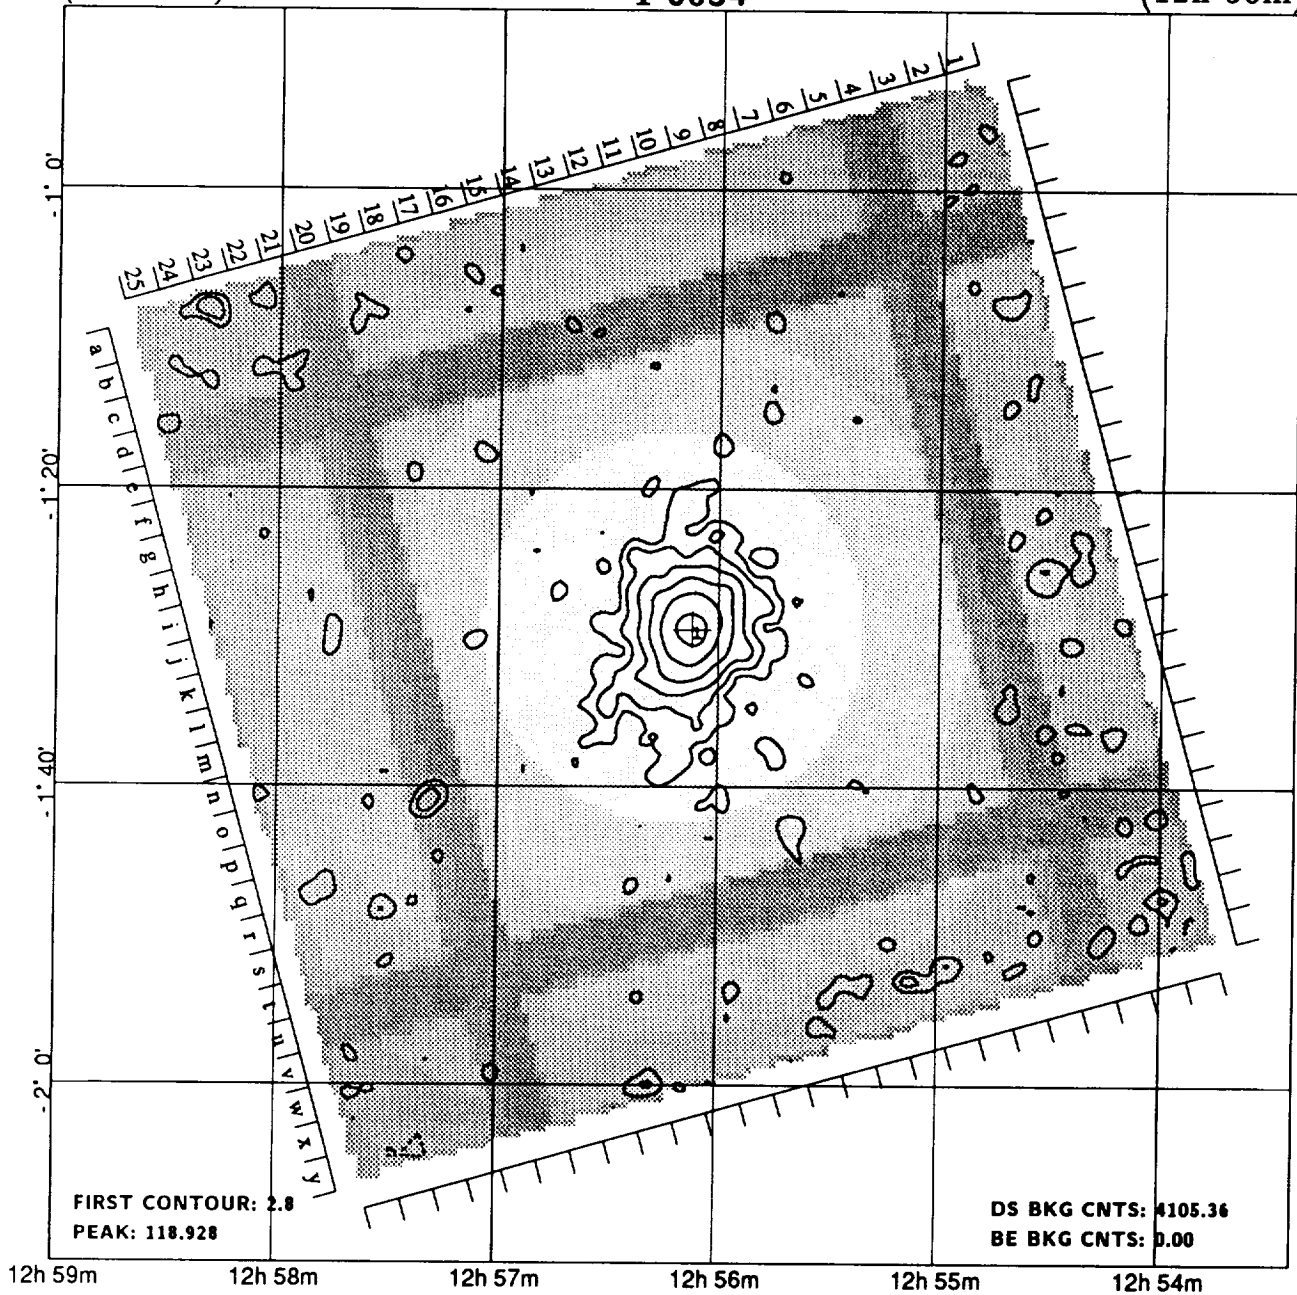 1 2 3 4 5 6 7 8 9 10 11 12 13 14 15 16 17 18 19 20 21 22 23 24 25
a b c d e f g h i j k l m n o p q r s t u v w x y
-1° 0'
-1° 20'
-1° 40'
-2° 0'
FIRST CONTOUR: 2.8
PEAK: 118.928
DS BKG CNTS: 4105.36
BE BKG CNTS: 0.00
12h 59m 12h 58m 12h 57m 12h 56m 12h 55m 12h 54m